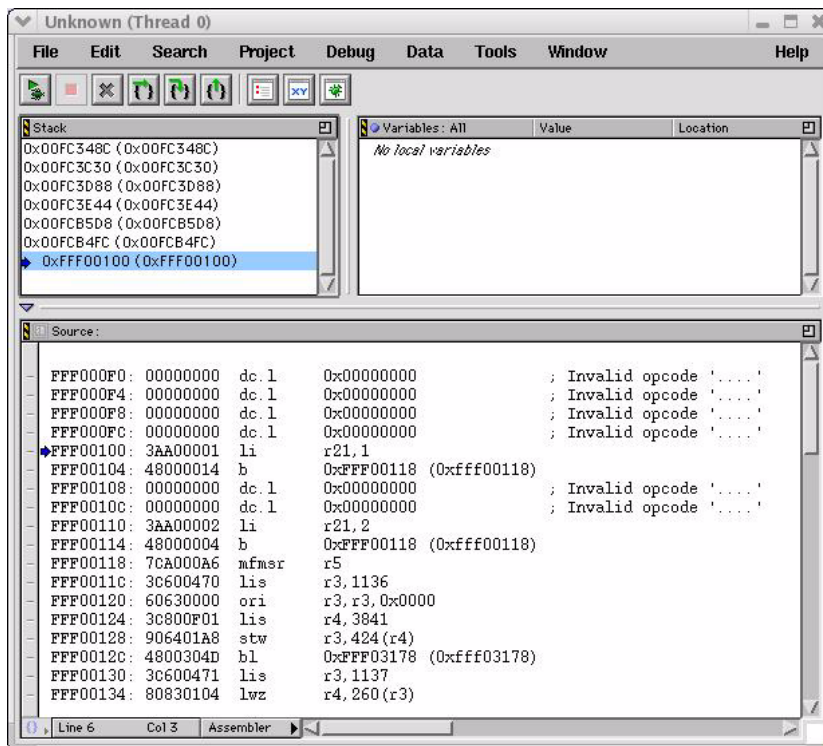 Unknown (Thread 0)
File Edit Search Project Debug Data Tools Window Help
Stack
0x00FC348C (0x00FC348C)
0x00FC3C30 (0x00FC3C30)
0x00FC3D88 (0x00FC3D88)
0x00FC3E44 (0x00FC3E44)
0x00FCB5D8 (0x00FCB5D8)
0x00FCB4FC (0x00FCB4FC)
0xFFF00100 (0xFFF00100)
Variables: All Value Location
No local variables
Source:
FFF000F0: 00000000 dc.l 0x00000000 ; Invalid opcode '....'
FFF000F4: 00000000 dc.l 0x00000000 ; Invalid opcode '....'
FFF000F8: 00000000 dc.l 0x00000000 ; Invalid opcode '....'
FFF000FC: 00000000 dc.l 0x00000000 ; Invalid opcode '....'
FFF00100: 3AA00001 li r21,1
FFF00104: 48000014 b 0xFFF00118 (0xfff00118)
FFF00108: 00000000 dc.l 0x00000000 ; Invalid opcode '....'
FFF0010C: 00000000 dc.l 0x00000000 ; Invalid opcode '....'
FFF00110: 3AA00002 li r21,2
FFF00114: 48000004 b 0xFFF00118 (0xfff00118)
FFF00118: 7CA000A6 mfmsr r5
FFF0011C: 3C600470 lis r3,1136
FFF00120: 60630000 ori r3,r3,0x0000
FFF00124: 3C800F01 lis r4,3841
FFF00128: 906401A8 stw r3,424(r4)
FFF0012C: 4800304D bl 0xFFF03178 (0xfff03178)
FFF00130: 3C600471 lis r3,1137
FFF00134: 80830104 lwz r4,260(r3)
Line 6 Col 3 Assembler